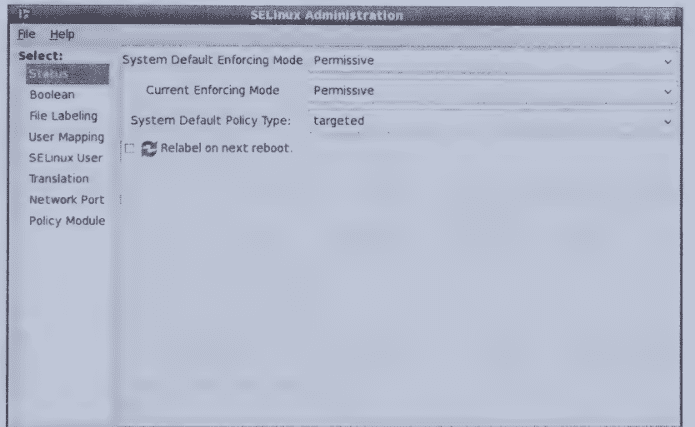 SELinux Administration
File Help
Select:
Status
Boolean
File Labeling
User Mapping
SELinux User
Translation
Network Port
Policy Module
System Default Enforcing Mode Permissive
Current Enforcing Mode Permissive
System Default Policy Type: targeted
Relabel on next reboot.